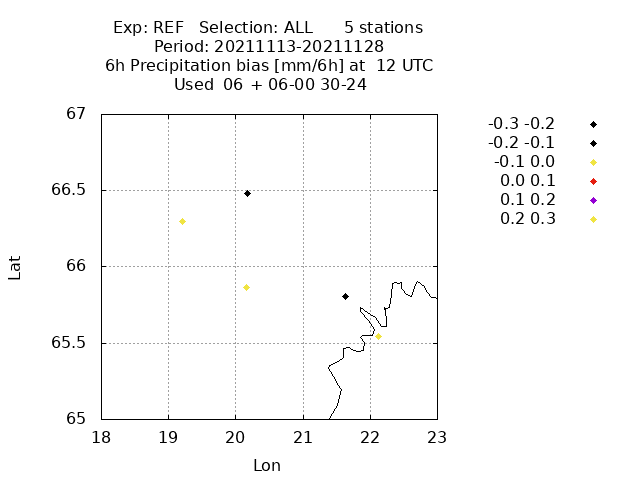 Exp: REF   Selection: ALL      5 stations
Period: 20211113-20211128
6h Precipitation bias [mm/6h] at  12 UTC
Used  06 + 06-00 30-24
-0.3 -0.2
-0.2 -0.1
-0.1 0.0
0.0 0.1
0.1 0.2
0.2 0.3
67
66.5
66
65.5
65
Lat
18 19 20 21 22 23
Lon